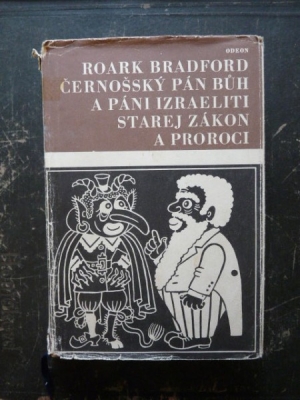 ODEON
ROARK BRADFORD
ČERNOŠSKÝ PÁN BŮH
A PÁNI IZRAELITI
STAREJ ZÁKON
A PROROCI